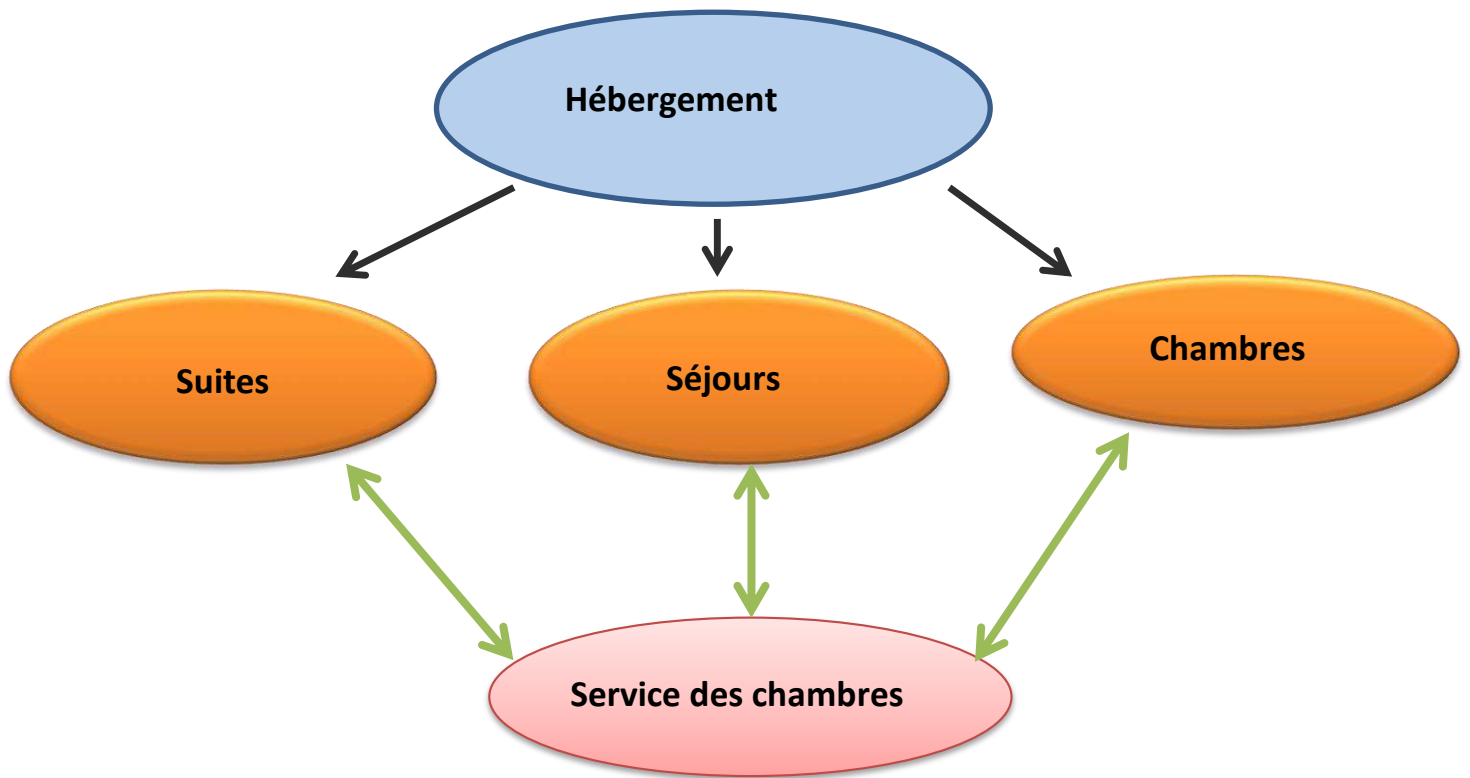 Hébergement
Suites
Séjours
Chambres
Service des chambres